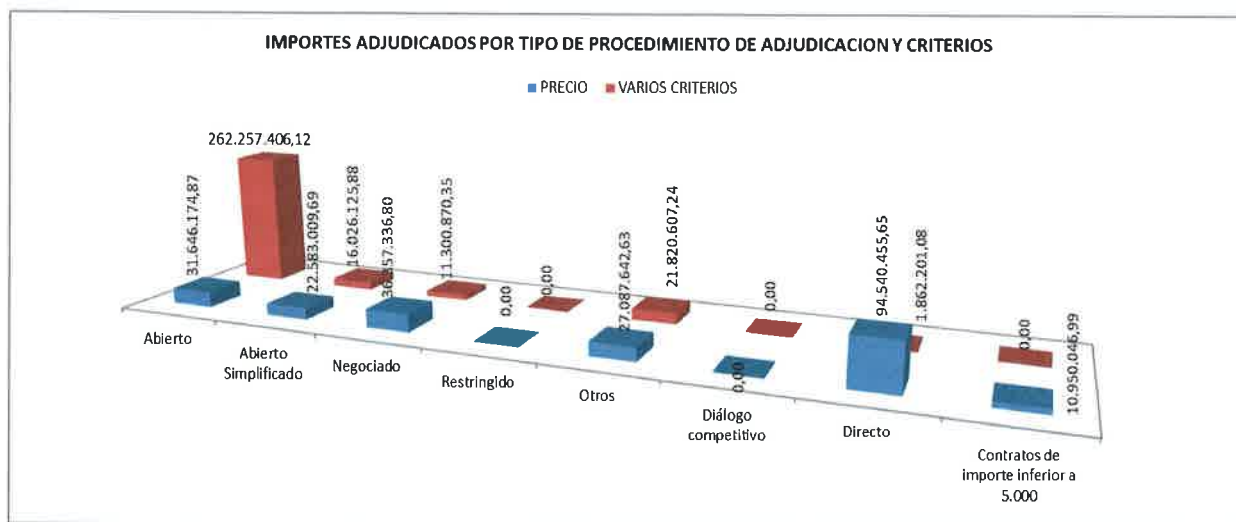 IMPORTES ADJUDICADOS POR TIPO DE PROCEDIMIENTO DE ADJUDICACION Y CRITERIOS
PRECIO
VARIOS CRITERIOS
31.646.174,87
262.257.406,12
22.583.009,69
16.026.125,88
36.357.336,80
11.300.870,35
0,00
0,00
27.087.642,63
21.820.607,24
0,00
0,00
94.540.455,65
1.862.201,08
10.950.046,99
0,00
Abierto
Abierto
Simplificado
Negociado
Restringido
Otros
Diálogo
competitivo
Directo
Contratos de
importe inferior a
5.000